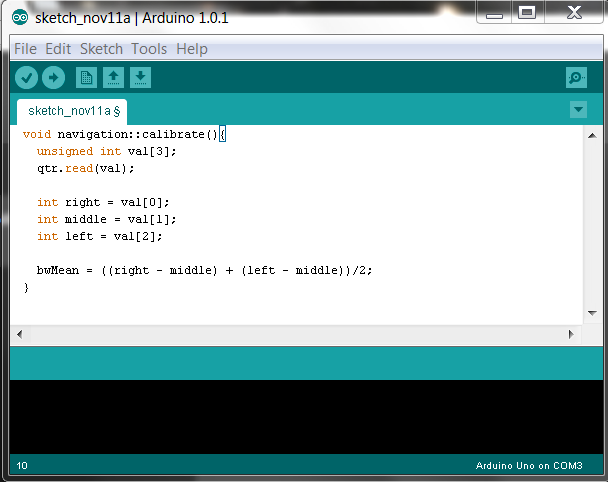 sketch_nov11a | Arduino 1.0.1
File Edit Sketch Tools Help
sketch_nov11a §
void navigation::calibrate(){
  unsigned int val[3];
  qtr.read(val);
  int right = val[0];
  int middle = val[1];
  int left = val[2];
  bwMean = ((right - middle) + (left - middle))/2;
}
10
Arduino Uno on COM3